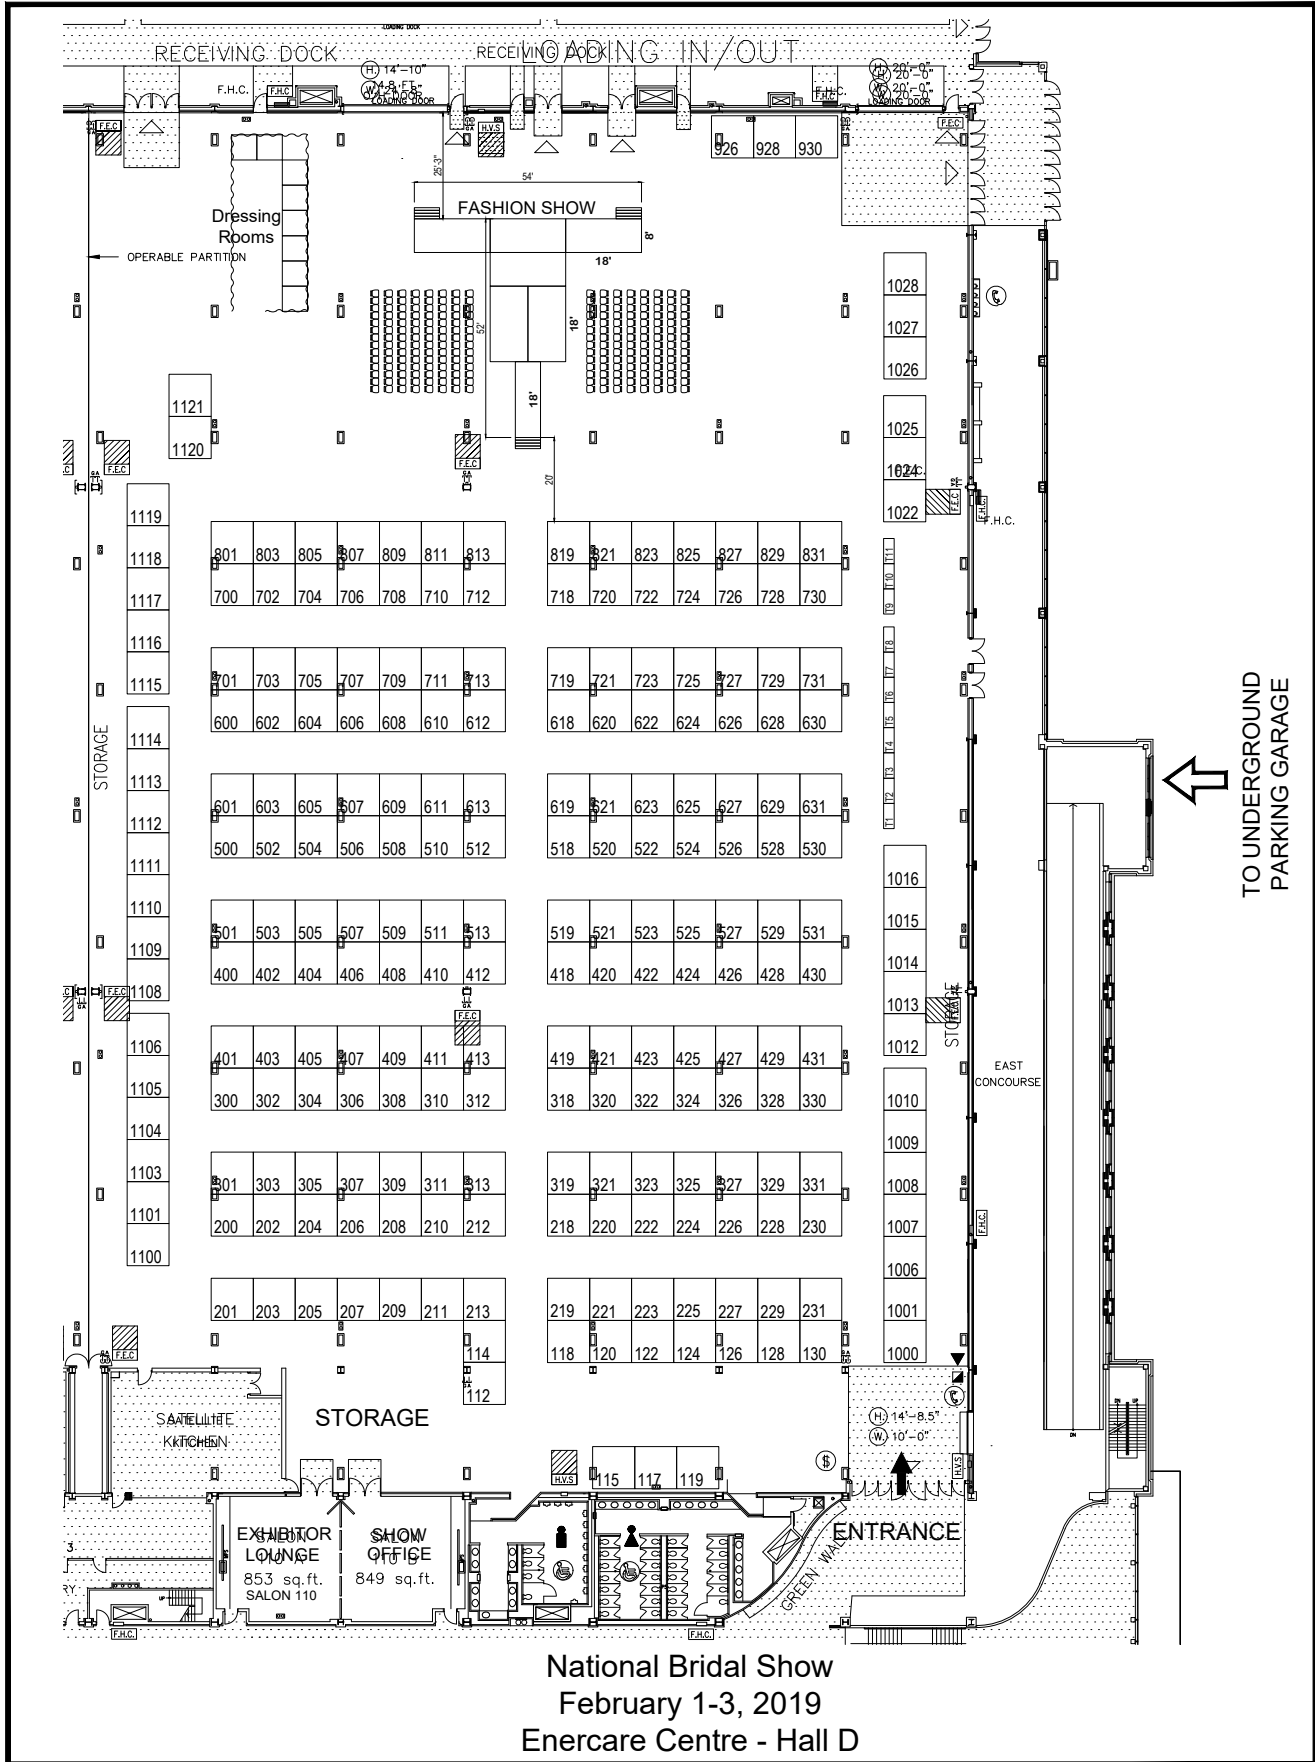 LOADING DOCK
RECEIVING DOCK
RECEIVING DOCK
LOADING IN/OUT
H. 14'-10"
LOADING DOOR
H. 20'-0"
W. 20'-0"
LOADING DOOR
F.H.C.
F.H.C
F.H.C.
F.H.C
F.E.C
H.V.S
F.E.C
926 928 930
25'-3"
54'
FASHION SHOW
8'
18'
Dressing
Rooms
OPERABLE PARTITION
52'
18'
18'
20'
1028
1027
1026
1025
1024
1022
F.E.C
F.H.C.
F.H.C.
1121
1120
F.E.C
F.E.C
1119
1118
1117
1116
1115
1114
1113
1112
1111
1110
1109
1108
1106
1105
1104
1103
1101
1100
STORAGE
F.E.C
F.E.C
801 803 805 807 809 811 813 819 821 823 825 827 829 831
700 702 704 706 708 710 712 718 720 722 724 726 728 730
701 703 705 707 709 711 713 719 721 723 725 727 729 731
600 602 604 606 608 610 612 618 620 622 624 626 628 630
601 603 605 607 609 611 613 619 621 623 625 627 629 631
500 502 504 506 508 510 512 518 520 522 524 526 528 530
501 503 505 507 509 511 513 519 521 523 525 527 529 531
400 402 404 406 408 410 412 418 420 422 424 426 428 430
401 403 405 407 409 411 413 419 421 423 425 427 429 431
300 302 304 306 308 310 312 318 320 322 324 326 328 330
301 303 305 307 309 311 313 319 321 323 325 327 329 331
200 202 204 206 208 210 212 218 220 222 224 226 228 230
201 203 205 207 209 211 213 219 221 223 225 227 229 231
114 118 120 122 124 126 128 130
112
115 117 119
T11
T10
T9
T8
T7
T6
T5
T4
T3
T2
T1
1016
1015
1014
1013
1012
1010
1009
1008
1007
1006
1001
1000
STORAGE
EAST
CONCOURSE
F.H.C.
TO UNDERGROUND
PARKING GARAGE
F.E.C
SATELLITE
KITCHEN
STORAGE
H.V.S
$
H. 14'-8.5"
W. 10'-0"
H.V.S
DN UP
DN
ENTRANCE
GREEN WALL
EXHIBITOR
LOUNGE
853 sq.ft.
SALON 110
SHOW
OFFICE
849 sq.ft.
3
RY
UP
F.H.C.
F.H.C.
National Bridal Show
February 1-3, 2019
Enercare Centre - Hall D